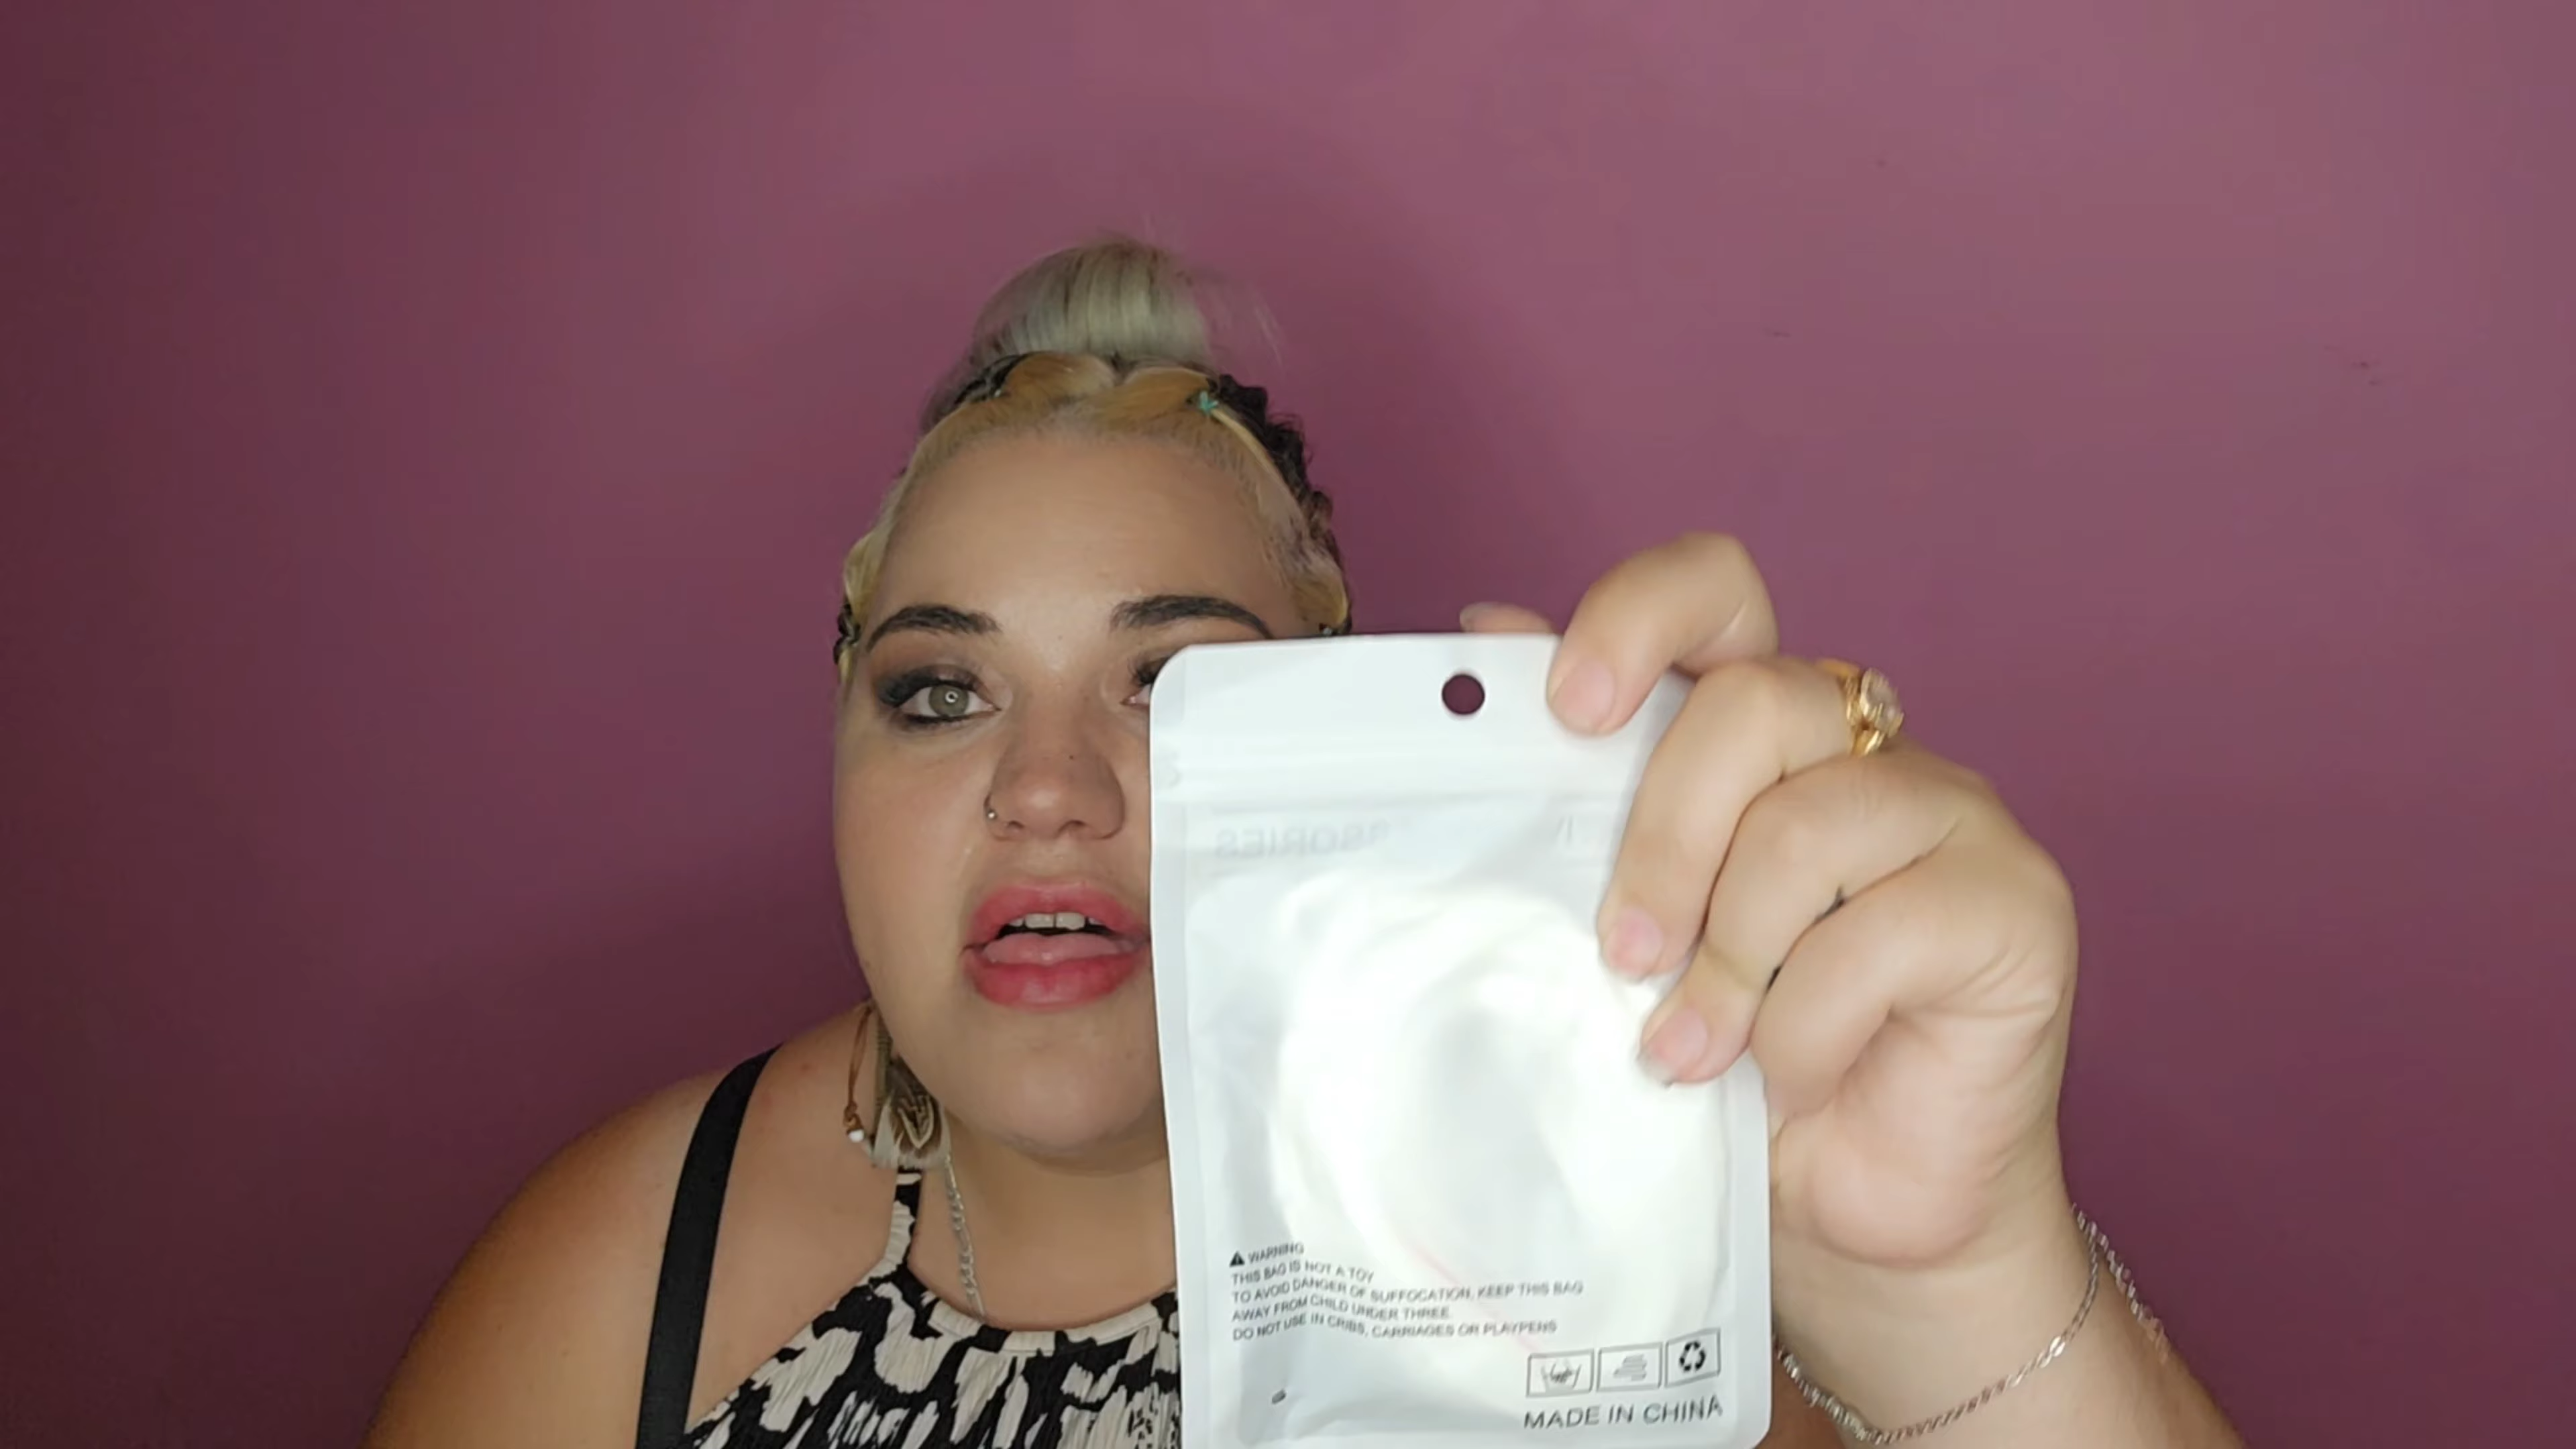 WARNING
THIS BAG IS NOT A TOY
TO AVOID DANGER OF SUFFOCATION, KEEP THIS BAG
AWAY FROM CHILD UNDER THREE.
DO NOT USE IN CRIBS, CARRIAGES OR PLAYPENS
MADE IN CHINA